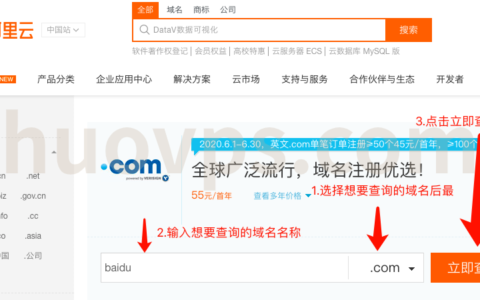 全部 域名 商标 公司
里云 中国站 DataV数据可视化 搜索
软件著作权登记 | 会员权益 | 高校特惠 | 云服务器 ECS | 云数据库 MySQL 版
NEW 产品分类 企业应用中心 解决方案 云市场 支持与服务 合作伙伴与生态 开发者
3.点击立即查
huovps.com
2020.6.1–6.30，英文.com单笔订单注册≥50个45元/首年，≥100个
.com
全球广泛流行，域名注册优选！
cn .net
biz .gov.cn
nfo .cc
co .asia
中国 .公司
55元/首年 查看多年价格
1.选择想要查询的域名后最
2.输入想要查询的域名名称
baidu .com 立即查